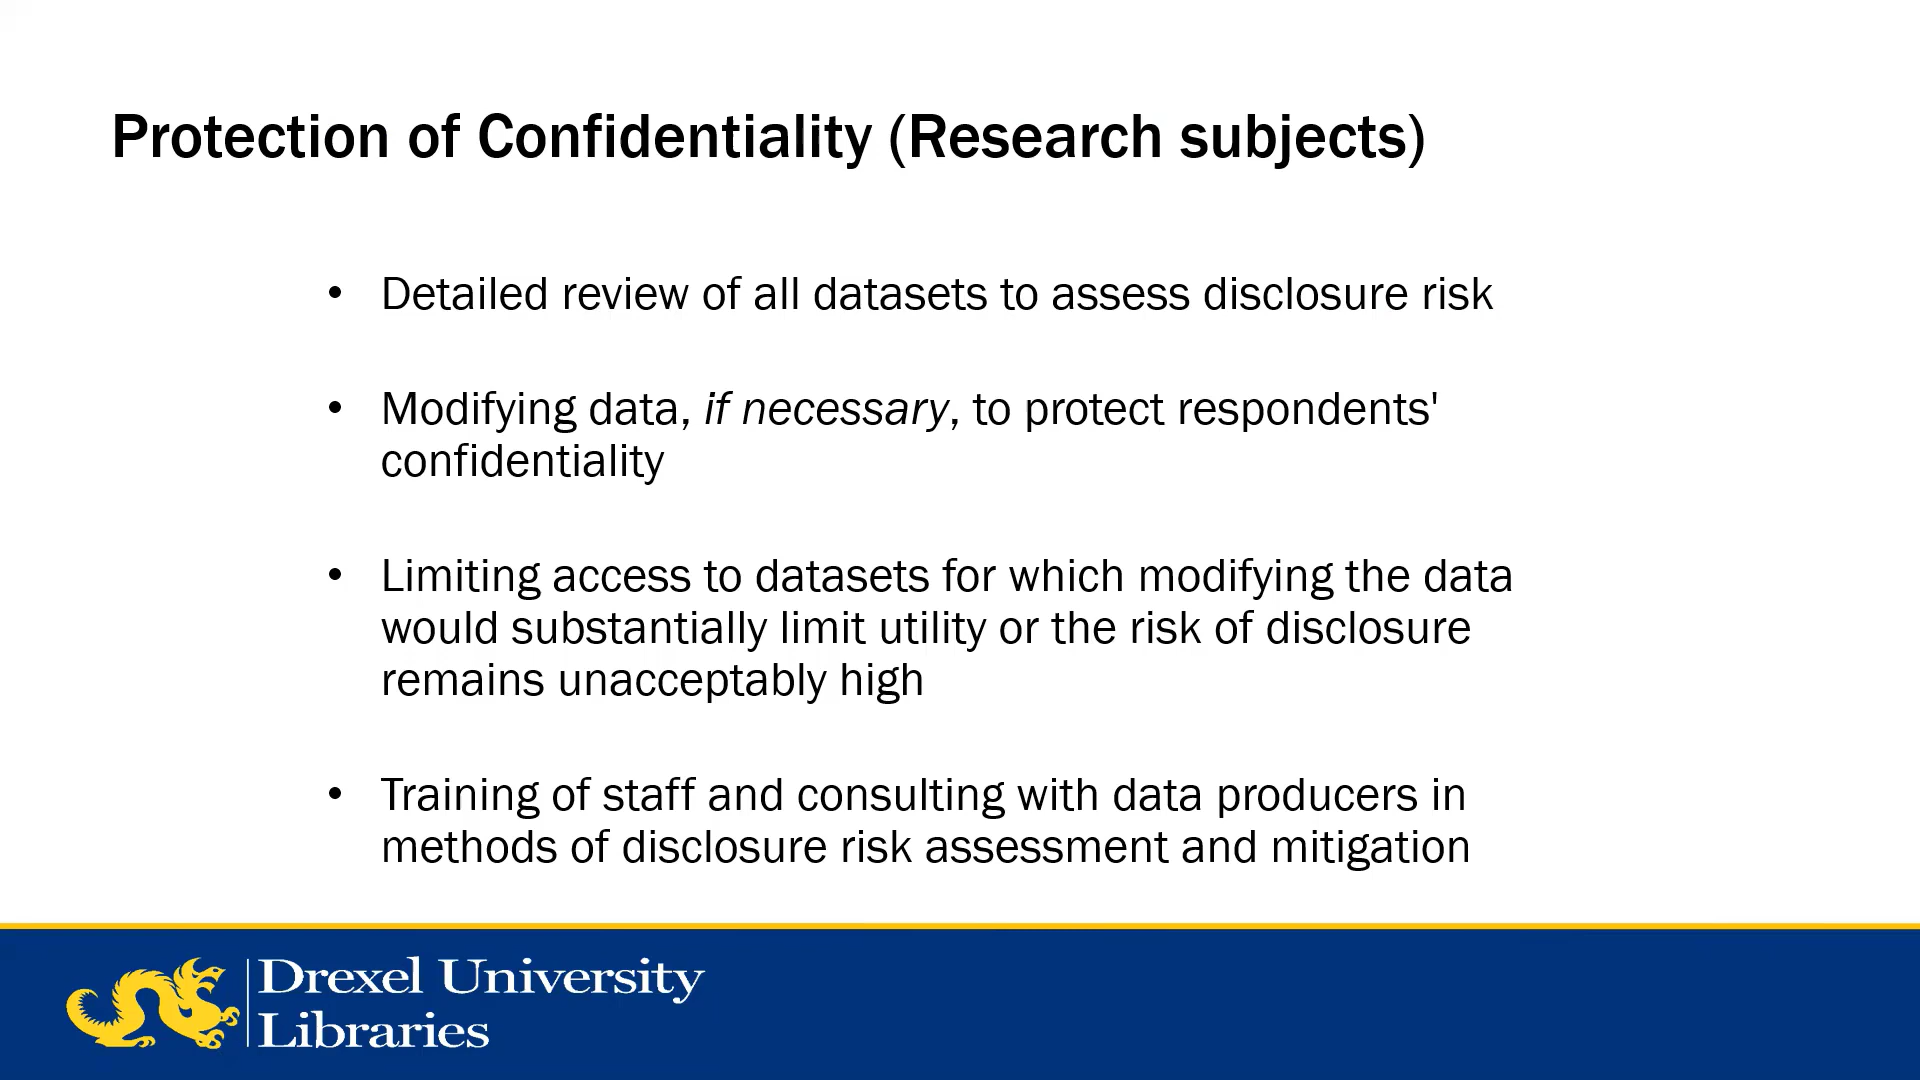 Protection of Confidentiality (Research subjects)
• Detailed review of all datasets to assess disclosure risk
• Modifying data, if necessary, to protect respondents'
confidentiality
• Limiting access to datasets for which modifying the data
would substantially limit utility or the risk of disclosure
remains unacceptably high
• Training of staff and consulting with data producers in
methods of disclosure risk assessment and mitigation
Drexel University
Libraries